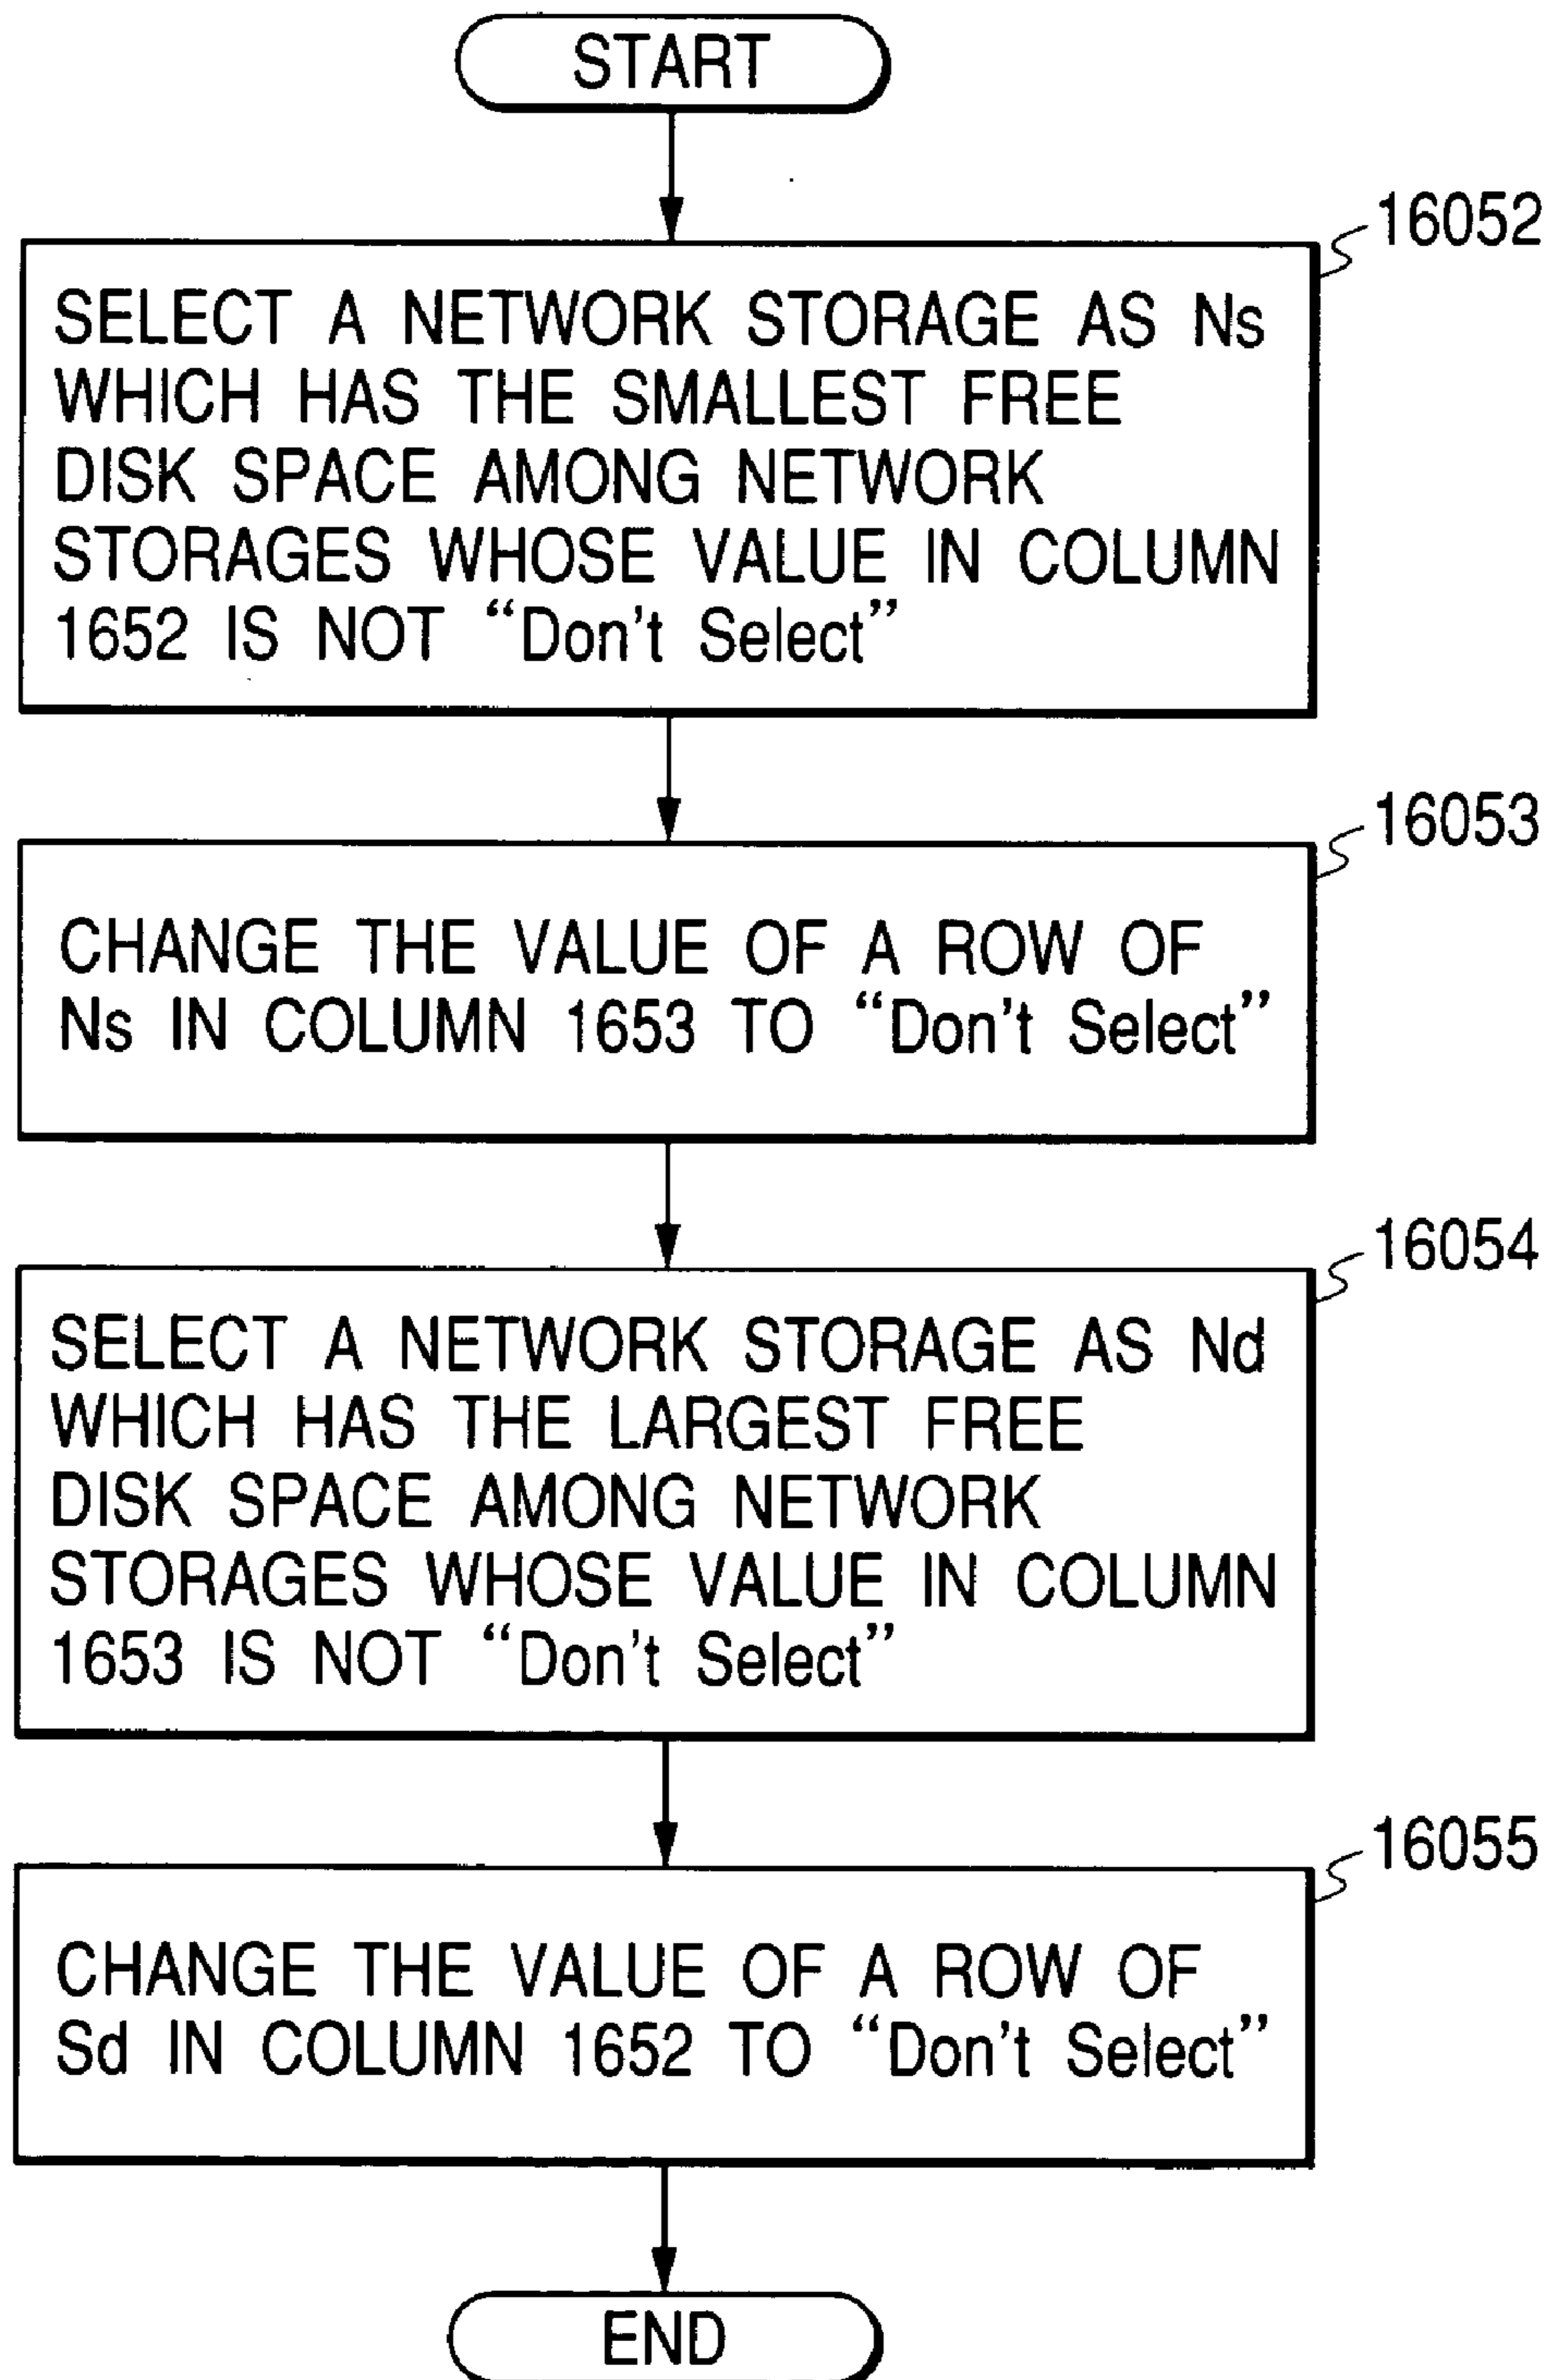 START
16052
SELECT A NETWORK STORAGE AS Ns
WHICH HAS THE SMALLEST FREE
DISK SPACE AMONG NETWORK
STORAGES WHOSE VALUE IN COLUMN
1652 IS NOT “Don't Select”
16053
CHANGE THE VALUE OF A ROW OF
Ns IN COLUMN 1653 TO “Don't Select”
16054
SELECT A NETWORK STORAGE AS Nd
WHICH HAS THE LARGEST FREE
DISK SPACE AMONG NETWORK
STORAGES WHOSE VALUE IN COLUMN
1653 IS NOT “Don't Select”
16055
CHANGE THE VALUE OF A ROW OF
Sd IN COLUMN 1652 TO “Don't Select”
END